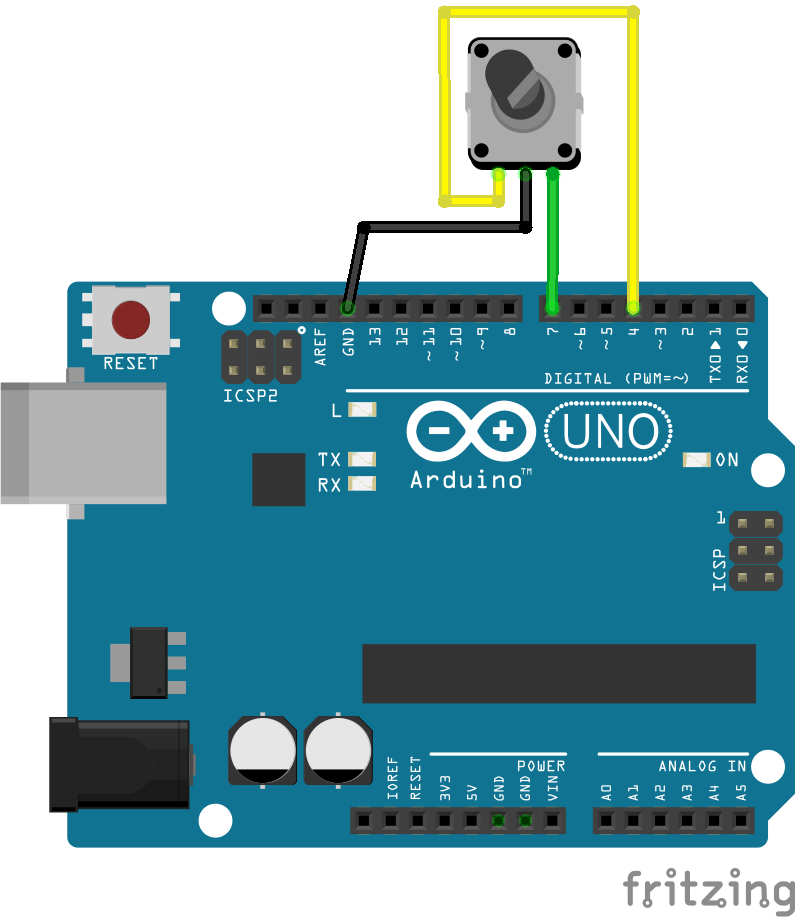 RESET
ICSP2
AREF
GND
13
12
~11
~10
~9
8
7
~6
~5
4
~3
2
TX0▶1
RX0◀0
DIGITAL (PWM=~)
L
TX
RX
Arduino™
UNO
ON
1
ICSP
IOREF
RESET
3V3
5V
GND
GND
VIN
POWER
A0
A1
A2
A3
A4
A5
ANALOG IN
fritzing